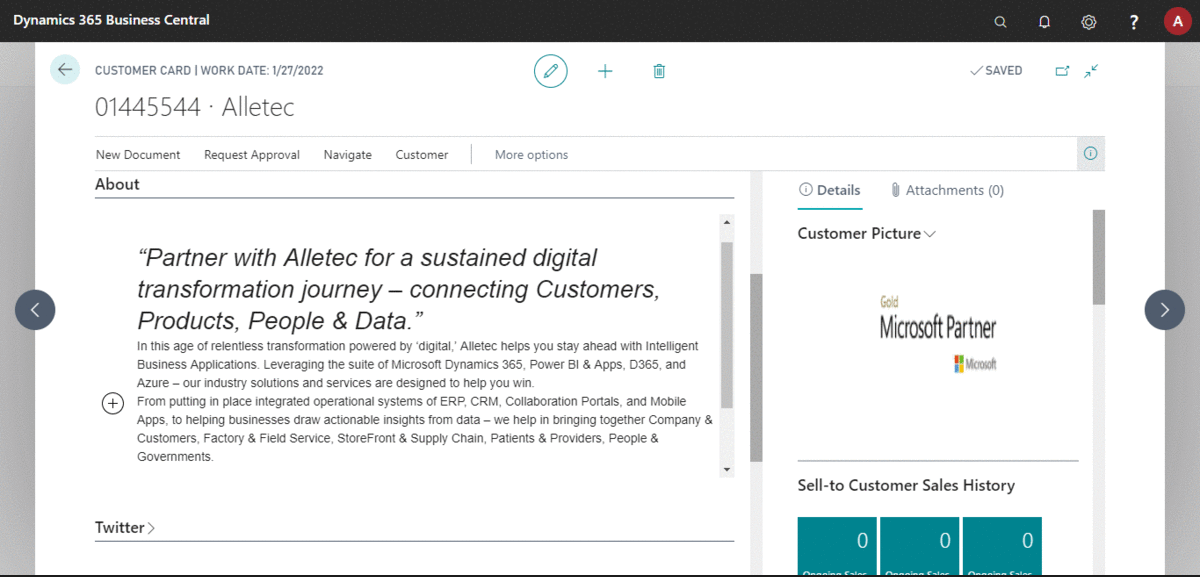 Dynamics 365 Business Central
?
A
CUSTOMER CARD | WORK DATE: 1/27/2022
SAVED
01445544 · Alletec
New Document Request Approval Navigate Customer More options
About
“Partner with Alletec for a sustained digital
transformation journey – connecting Customers,
Products, People & Data.”
In this age of relentless transformation powered by ‘digital,’ Alletec helps you stay ahead with Intelligent
Business Applications. Leveraging the suite of Microsoft Dynamics 365, Power BI & Apps, D365, and
Azure – our industry solutions and services are designed to help you win.
From putting in place integrated operational systems of ERP, CRM, Collaboration Portals, and Mobile
Apps, to helping businesses draw actionable insights from data – we help in bringing together Company &
Customers, Factory & Field Service, StoreFront & Supply Chain, Patients & Providers, People &
Governments.
Twitter
Details Attachments (0)
Customer Picture
Gold
Microsoft Partner
Microsoft
Sell-to Customer Sales History
0 0 0
Ongoing Sales Ongoing Sales Ongoing Sales